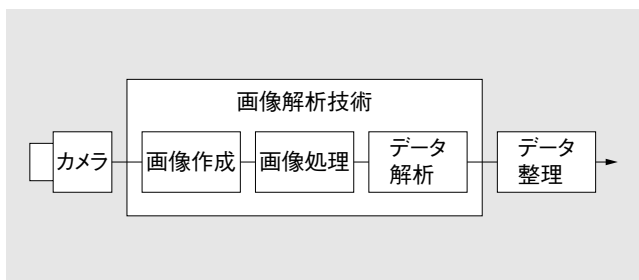 画像解析技術
カメラ
画像作成
画像処理
データ
解析
データ
整理